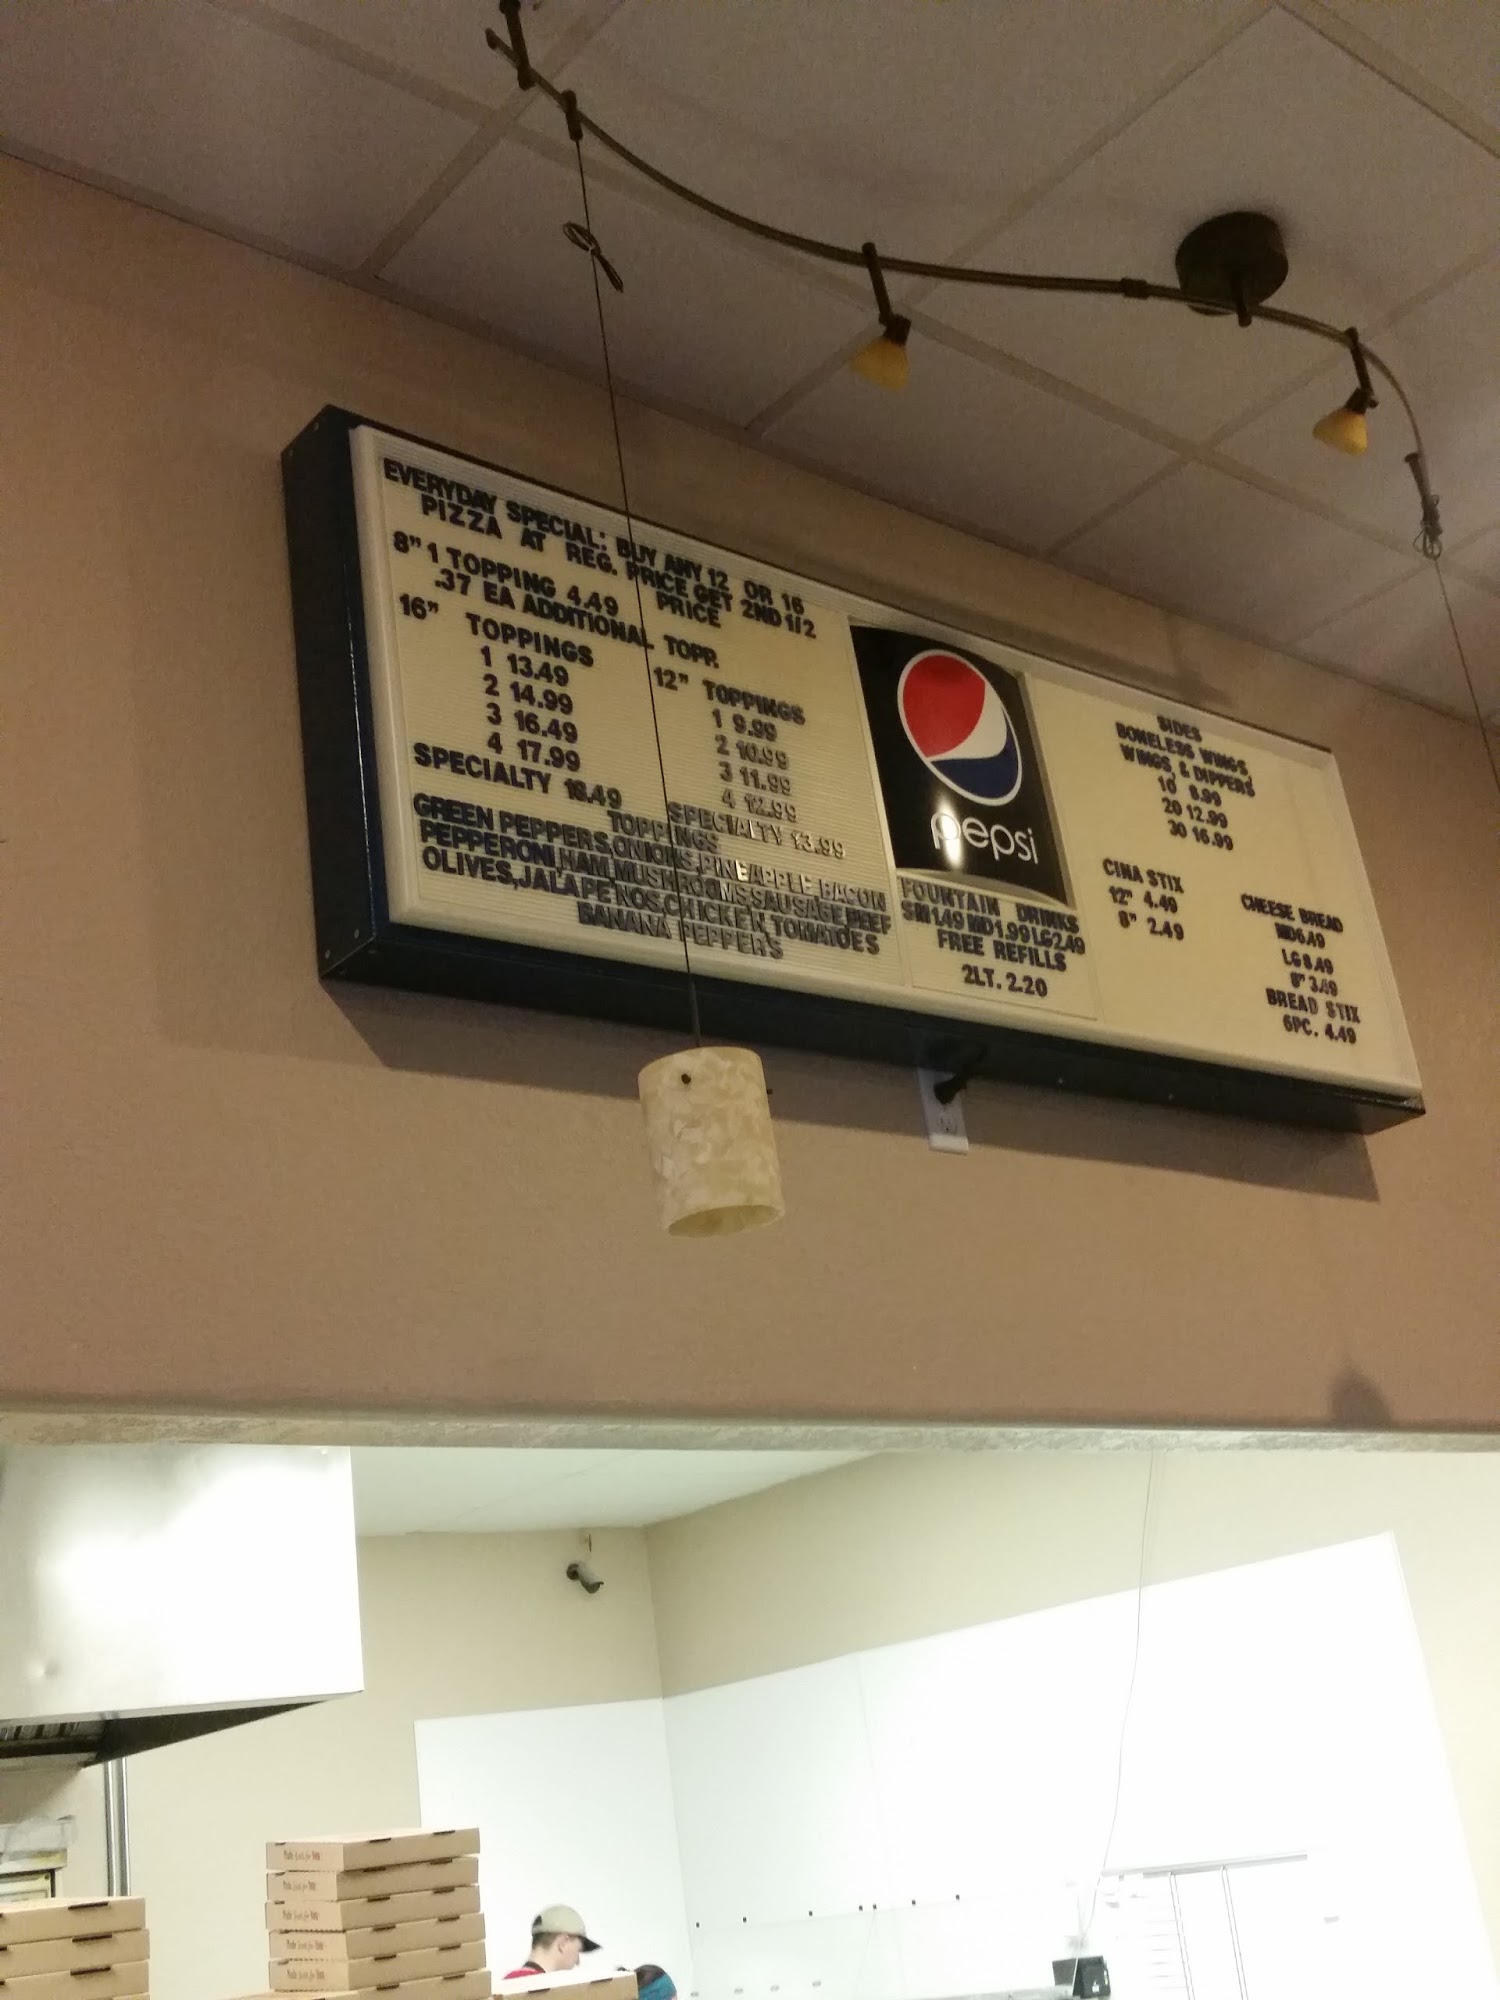 EVERYDAY SPECIAL: BUY ANY 12 OR 16
PIZZA AT REG. PRICE GET 2ND 1/2
PRICE
8" 1 TOPPING 4.49
.37 EA ADDITIONAL TOPP.
16" TOPPINGS
1 13.49
2 14.99
3 16.49
4 17.99
SPECIALTY 18.49
12" TOPPINGS
1 9.99
2 10.99
3 11.99
4 12.99
SPECIALTY 13.99
TOPPINGS
GREEN PEPPERS,ONIONS,PINEAPPLE,BACON
PEPPERONI,HAM,MUSHROOMS,SAUSAGE,BEEF
OLIVES,JALAPENOS,CHICKEN,TOMATOES
BANANA PEPPERS
pepsi
FOUNTAIN DRINKS
SM1.49 MD1.99 LG2.49
FREE REFILLS
2LT. 2.20
SIDES
BONELESS WINGS,
WINGS, & DIPPERS
10 8.99
20 12.99
30 16.99
CINA STIX
12" 4.49
8" 2.49
CHEESE BREAD
MD6.49
LG 8.49
8" 3.49
BREAD STIX
6PC. 4.49